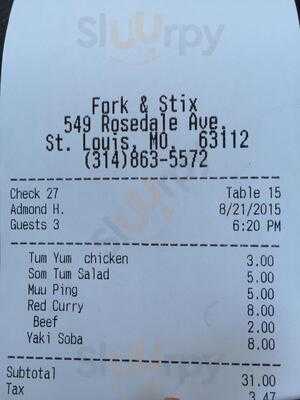 Slurpy
Fork & Stix
549 Rosedale Ave.
St. Louis, MO. 63112
(314)863-5572
Check 27 Table 15
Admond H. 8/21/2015
Guests 3 6:20 PM
Tum Yum chicken 3.00
Som Tum Salad 5.00
Muu Ping 5.00
Red Curry 8.00
Beef 2.00
Yaki Soba 8.00
Subtotal 31.00
Tax 3.47